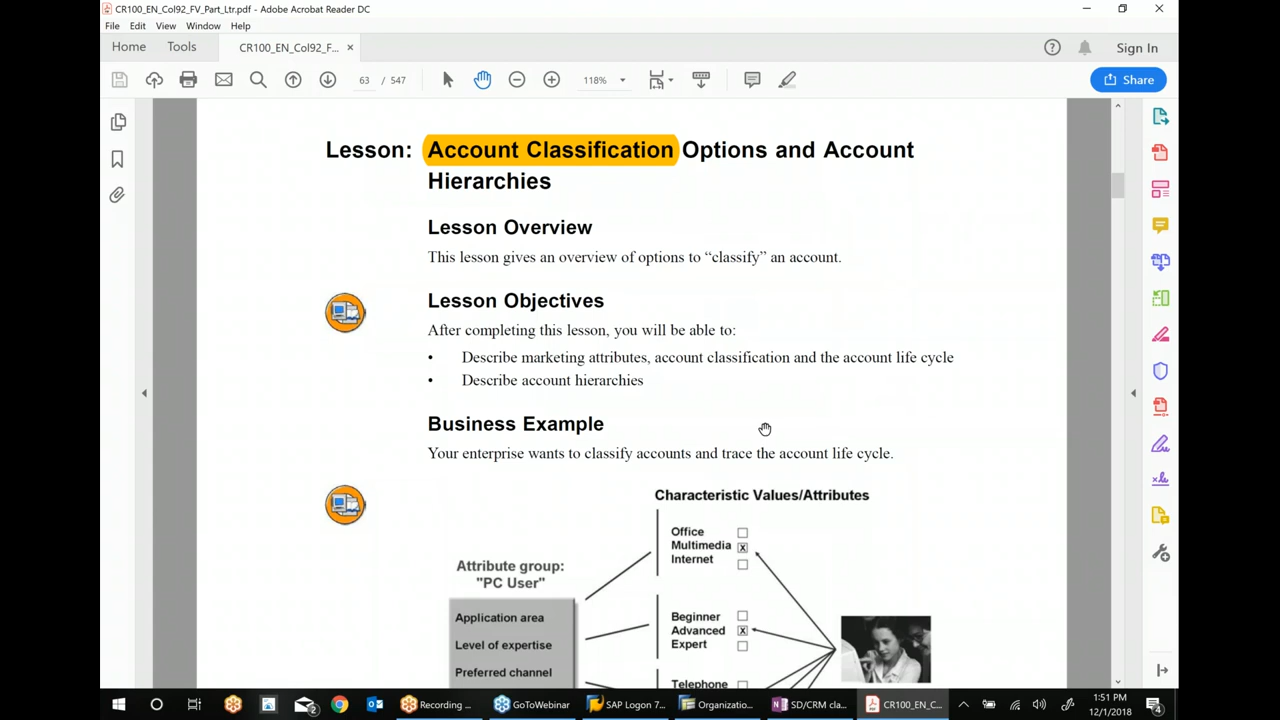 CR100_EN_Col92_FV_Part_Ltr.pdf - Adobe Acrobat Reader DC
File Edit View Window Help
Home Tools CR100_EN_Col92_F... × Sign In
63 / 547 118% Share
Lesson: Account Classification Options and Account
Hierarchies
Lesson Overview
This lesson gives an overview of options to “classify” an account.
Lesson Objectives
After completing this lesson, you will be able to:
• Describe marketing attributes, account classification and the account life cycle
• Describe account hierarchies
Business Example
Your enterprise wants to classify accounts and trace the account life cycle.
Characteristic Values/Attributes
Office
Multimedia X
Internet
Attribute group:
"PC User"
Application area
Level of expertise
Preferred channel
Beginner
Advanced X
Expert
Telephone
Recording ... GoToWebinar SAP Logon 7... Organizatio... SD/CRM cla... CR100_EN_C...
1:51 PM
12/1/2018